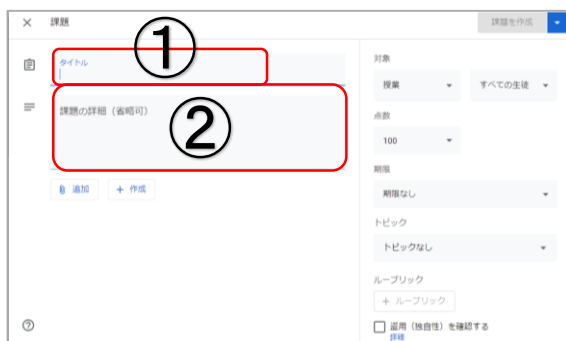 × 課題
課題を作成
①
タイトル
②
課題の詳細（省略可）
追加
+ 作成
対象
授業
すべての生徒
点数
100
期限
期限なし
トピック
トピックなし
ルーブリック
+ ルーブリック
盗用（独自性）を確認する
詳細